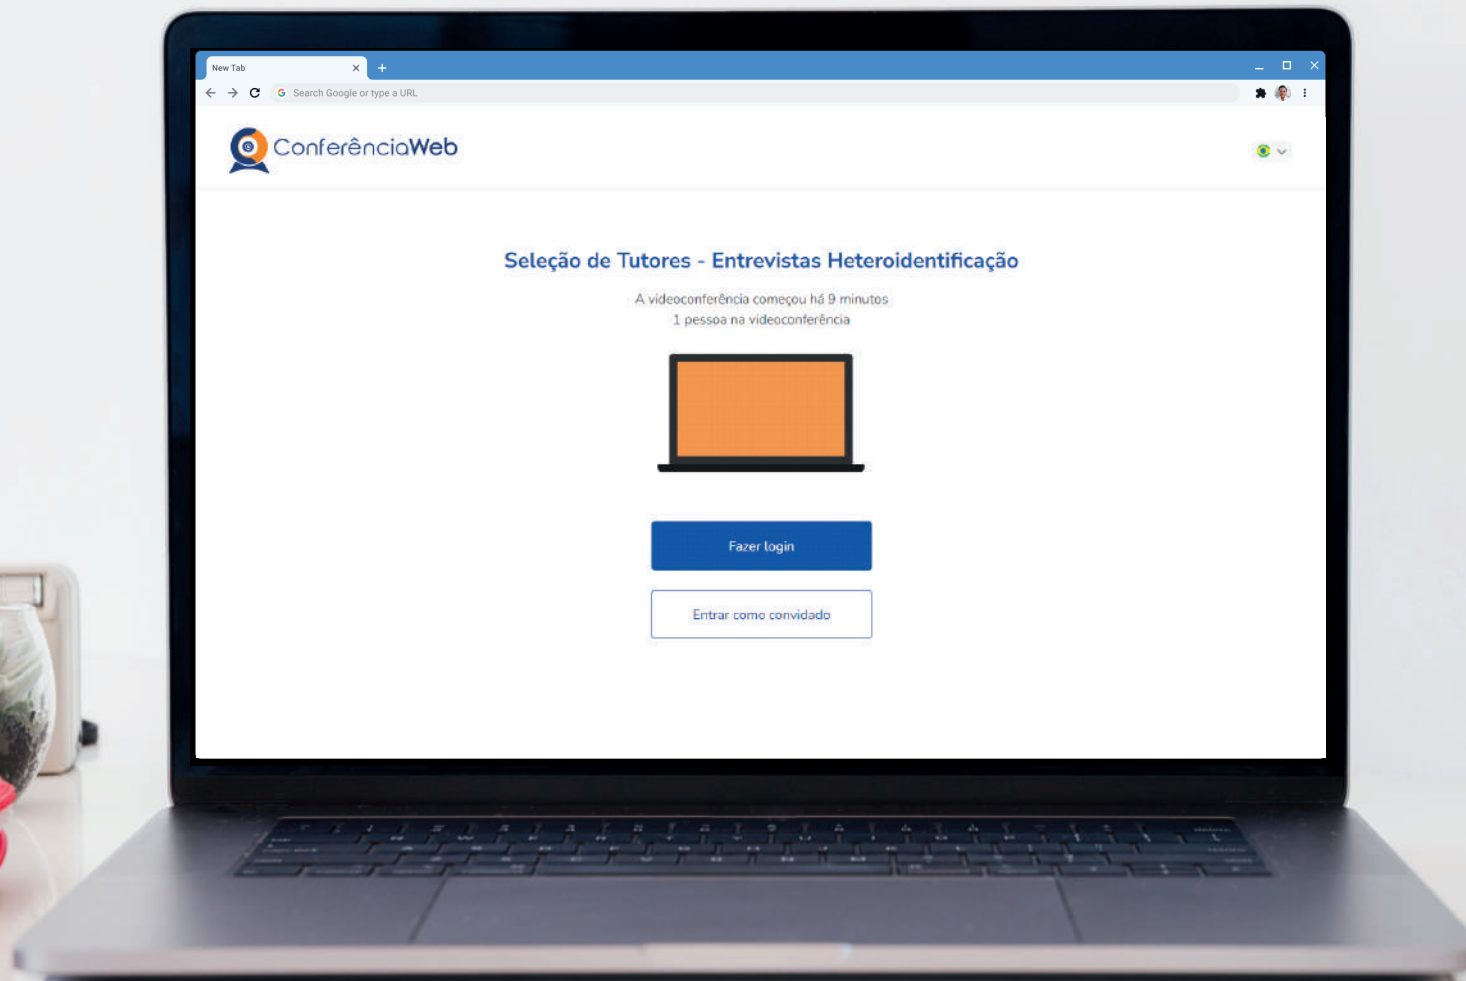 New Tab
Search Google or type a URL
ConferênciaWeb
Seleção de Tutores - Entrevistas Heteroidentificação
A videoconferência começou há 9 minutos
1 pessoa na videoconferência
Fazer login
Entrar como convidado